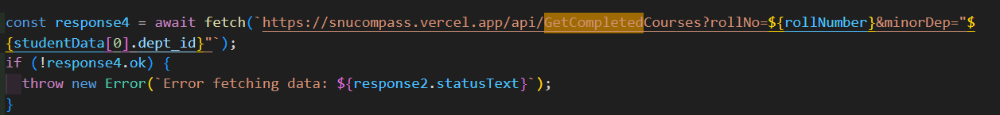 const response4 = await fetch(`https://snucompass.vercel.app/api/GetCompletedCourses?rollNo=${rollNumber}&minorDep="$
{studentData[0].dept_id}"`);
if (!response4.ok) {
  throw new Error(`Error fetching data: ${response2.statusText}`);
}